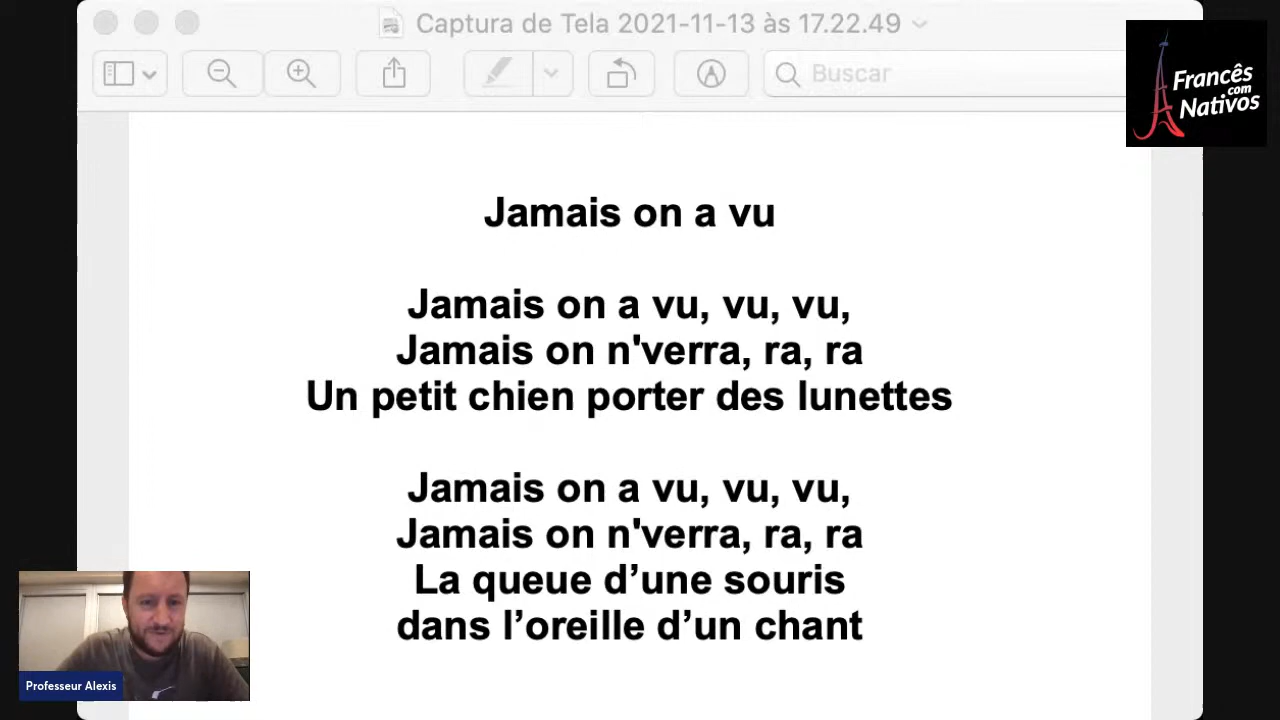 Captura de Tela 2021-11-13 às 17.22.49
Buscar
Francês
com
Nativos
Jamais on a vu
Jamais on a vu, vu, vu,
Jamais on n'verra, ra, ra
Un petit chien porter des lunettes
Jamais on a vu, vu, vu,
Jamais on n'verra, ra, ra
La queue d’une souris
dans l’oreille d’un chant
Professeur Alexis